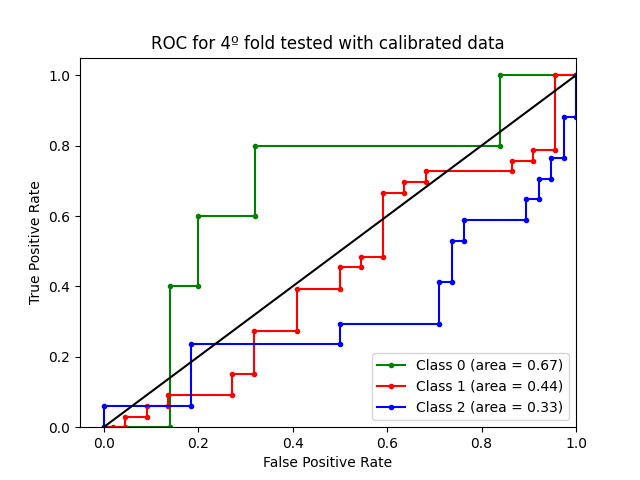 ROC for 4º fold tested with calibrated data
1.0
0.8
0.6
0.4
0.2
0.0
True Positive Rate
0.0 0.2 0.4 0.6 0.8 1.0
False Positive Rate
Class 0 (area = 0.67)
Class 1 (area = 0.44)
Class 2 (area = 0.33)